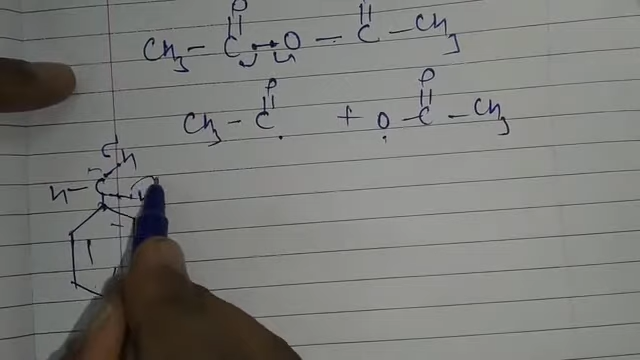 O O
CH3 – C – O – C – CH3
O O
CH3 – C . + O . – C – CH3
H
H – C